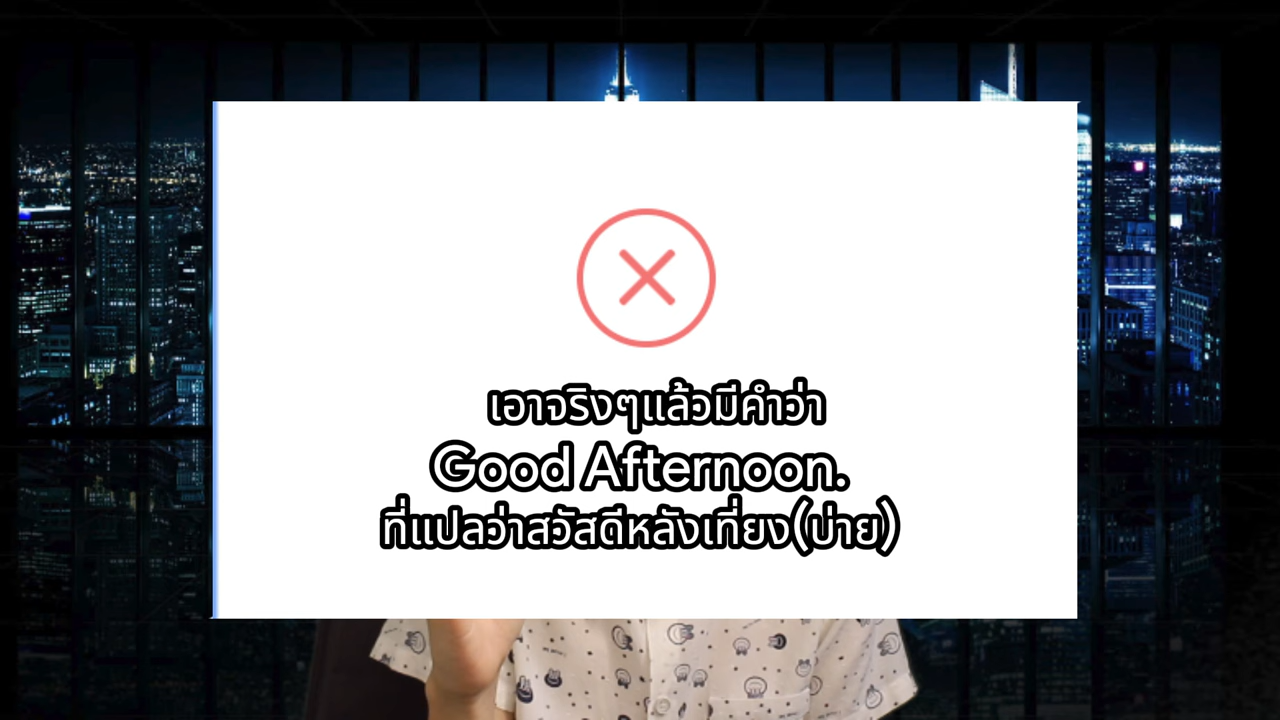 เอาจริงๆแล้วมีคำว่า
Good Afternoon.
ที่แปลว่าสวัสดีหลังเที่ยง(บ่าย)